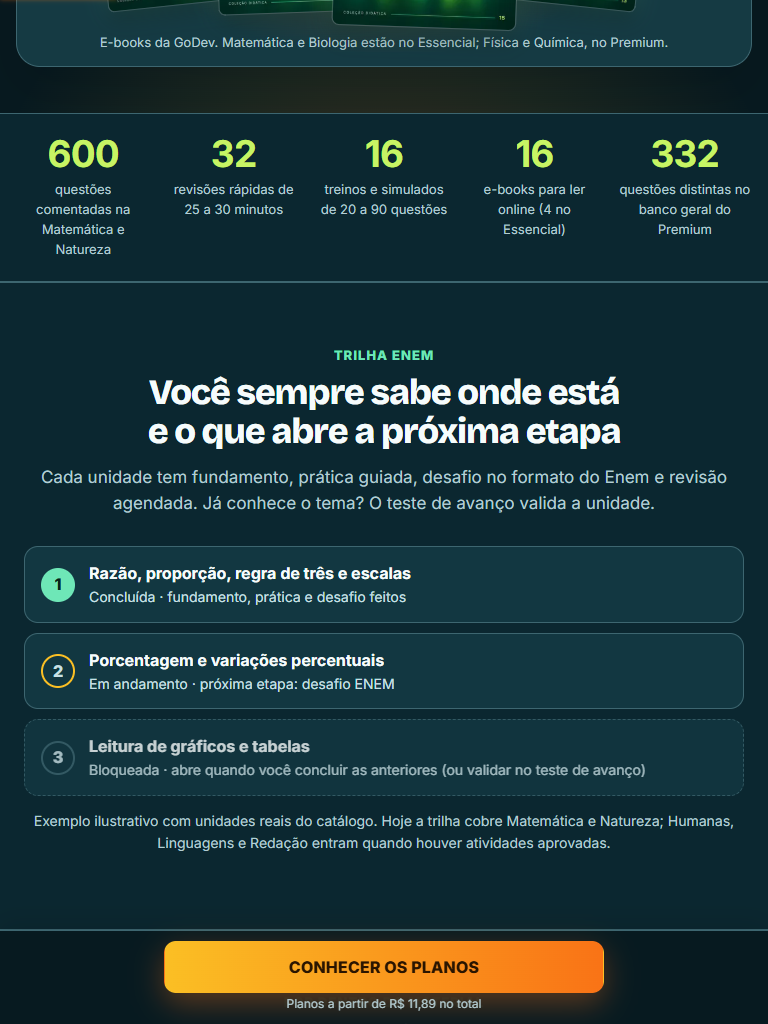 COLEÇÃO DIDÁTICA
COLEÇÃO DIDÁTICA
15
E-books da GoDev. Matemática e Biologia estão no Essencial; Física e Química, no Premium.
600
questões
comentadas na
Matemática e
Natureza
32
revisões rápidas de
25 a 30 minutos
16
treinos e simulados
de 20 a 90 questões
16
e-books para ler
online (4 no
Essencial)
332
questões distintas no
banco geral do
Premium
TRILHA ENEM
Você sempre sabe onde está
e o que abre a próxima etapa
Cada unidade tem fundamento, prática guiada, desafio no formato do Enem e revisão
agendada. Já conhece o tema? O teste de avanço valida a unidade.
1
Razão, proporção, regra de três e escalas
Concluída · fundamento, prática e desafio feitos
2
Porcentagem e variações percentuais
Em andamento · próxima etapa: desafio ENEM
3
Leitura de gráficos e tabelas
Bloqueada · abre quando você concluir as anteriores (ou validar no teste de avanço)
Exemplo ilustrativo com unidades reais do catálogo. Hoje a trilha cobre Matemática e Natureza; Humanas,
Linguagens e Redação entram quando houver atividades aprovadas.
CONHECER OS PLANOS
Planos a partir de R$ 11,89 no total